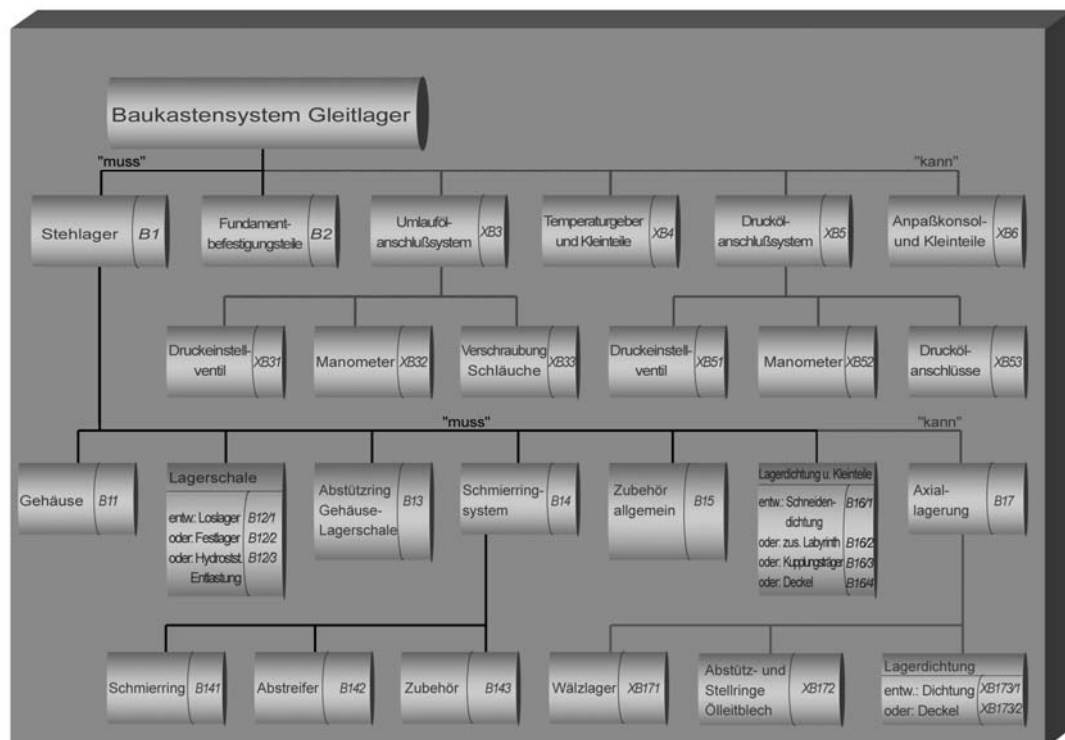 Baukastensystem Gleitlager
"muss"
"kann"
Stehlager B1
Fundament-
befestigungsteile B2
Umlauföl-
anschlußsystem XB3
Temperaturgeber
und Kleinteile XB4
Drucköl-
anschlußsystem XB5
Anpaßkonsol-
und Kleinteile XB6
Druckeinstell-
ventil XB31
Manometer XB32
Verschraubung
Schläuche XB33
Druckeinstell-
ventil XB51
Manometer XB52
Drucköl-
anschlüsse XB53
"muss"
"kann"
Gehäuse B11
Lagerschale
entw.: Loslager B12/1
oder: Festlager B12/2
oder: Hydrostst. B12/3
Entlastung
Abstützring
Gehäuse- B13
Lagerschale
Schmierring-
system B14
Zubehör
allgemein B15
Lagerdichtung u. Kleinteile
entw.: Schneiden- B16/1
dichtung
oder: zus. Labyrinth B16/2
oder: Kupplungsträger B16/3
oder: Deckel B16/4
Axial-
lagerung B17
Schmierring B141
Abstreifer B142
Zubehör B143
Wälzlager XB171
Abstütz- und
Stellringe XB172
Ölleitblech
Lagerdichtung
entw.: Dichtung XB173/1
oder: Deckel XB173/2